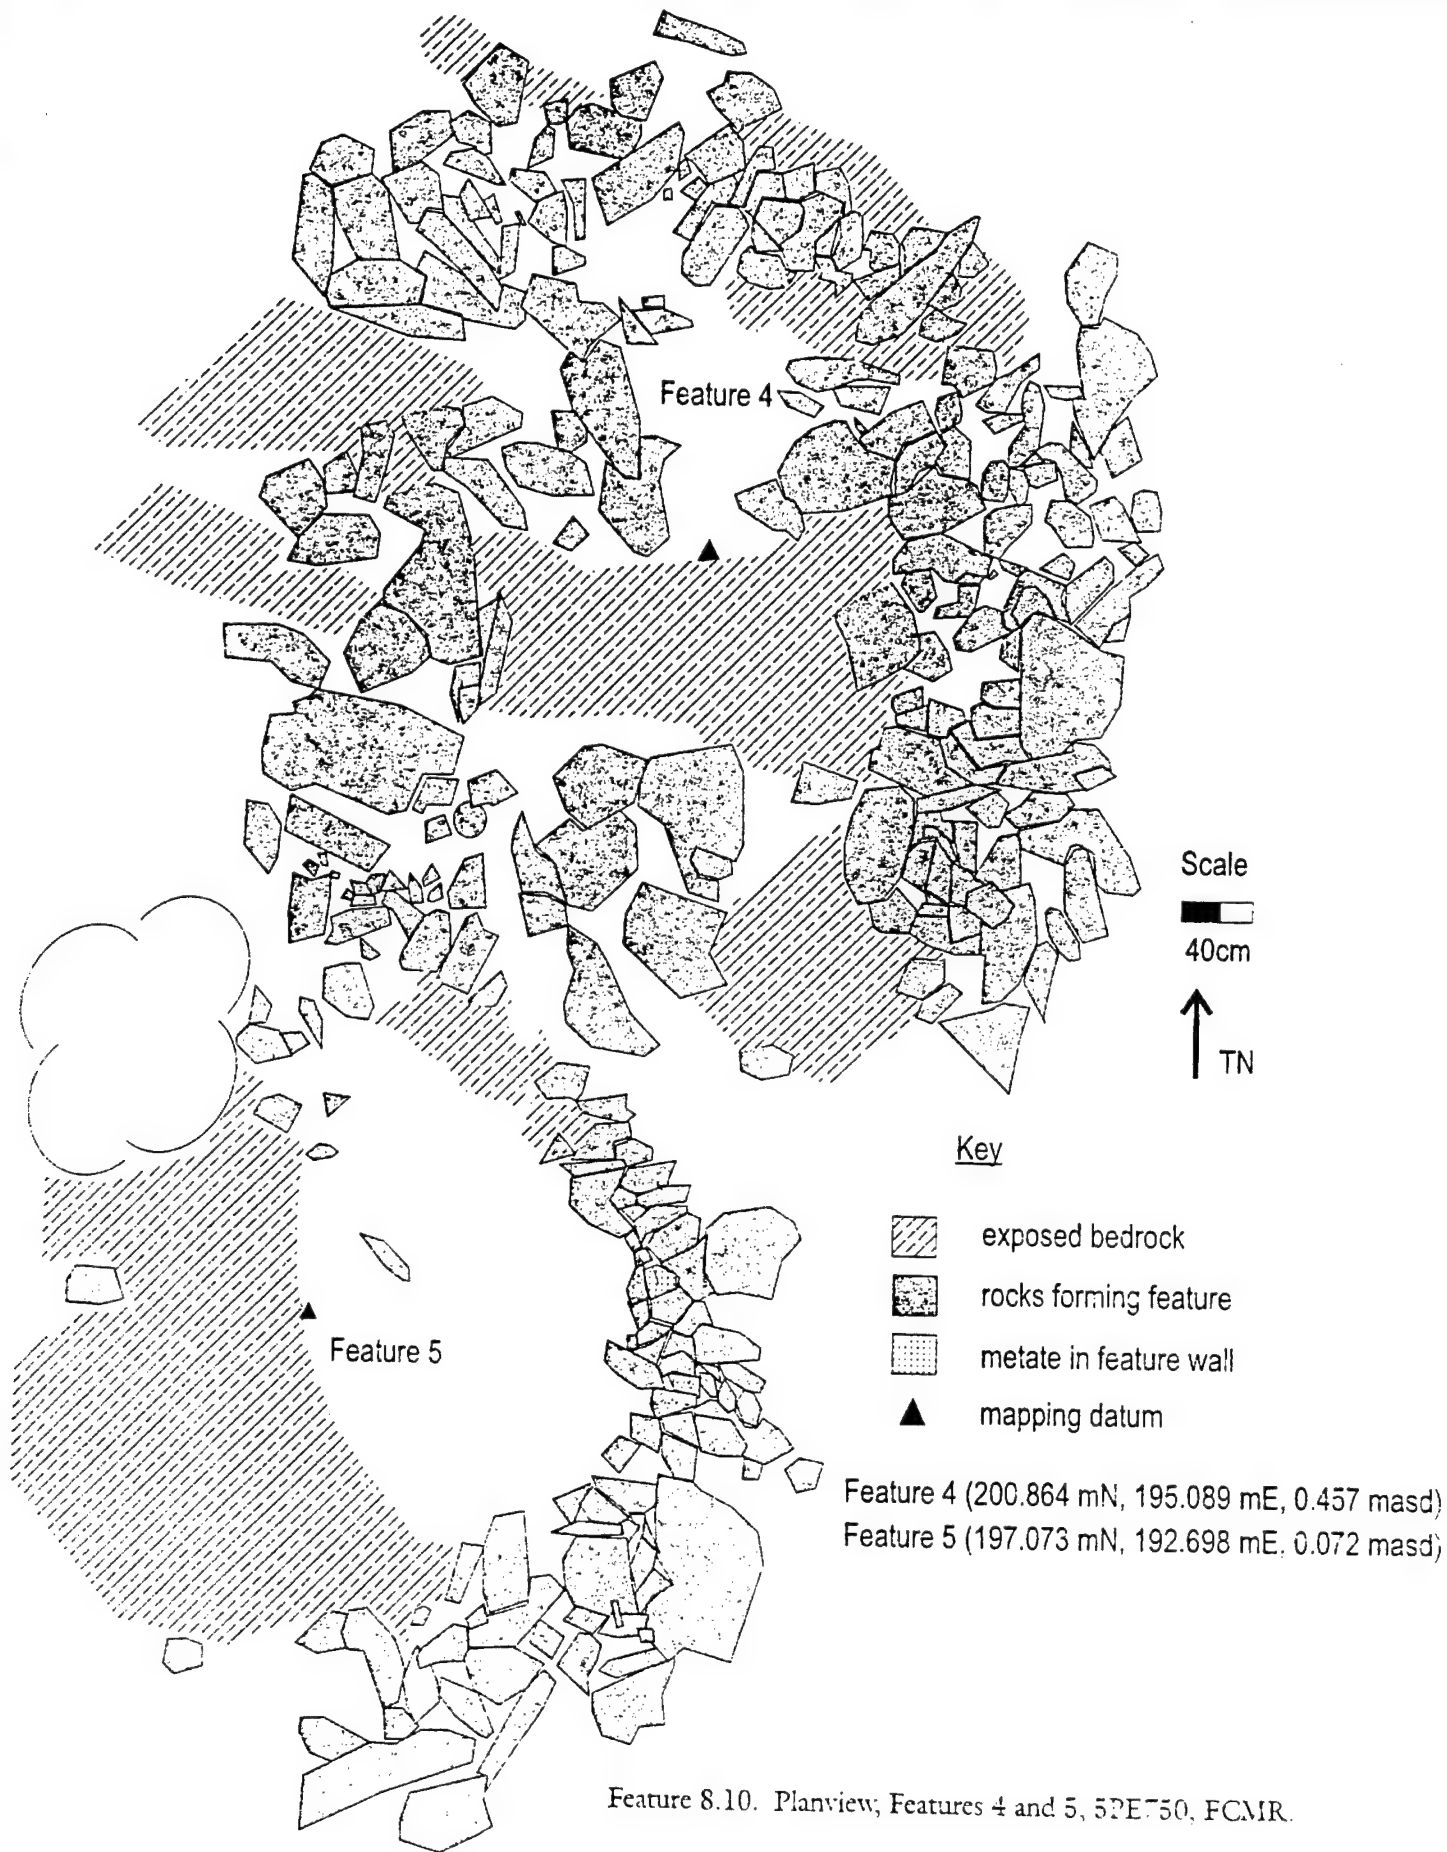 Feature 4
Scale
40cm
TN
Key
exposed bedrock
rocks forming feature
metate in feature wall
mapping datum
Feature 5
Feature 4 (200.864 mN, 195.089 mE, 0.457 masd)
Feature 5 (197.073 mN, 192.698 mE, 0.072 masd)
Feature 8.10. Planview, Features 4 and 5, 5PE750, FCMR.